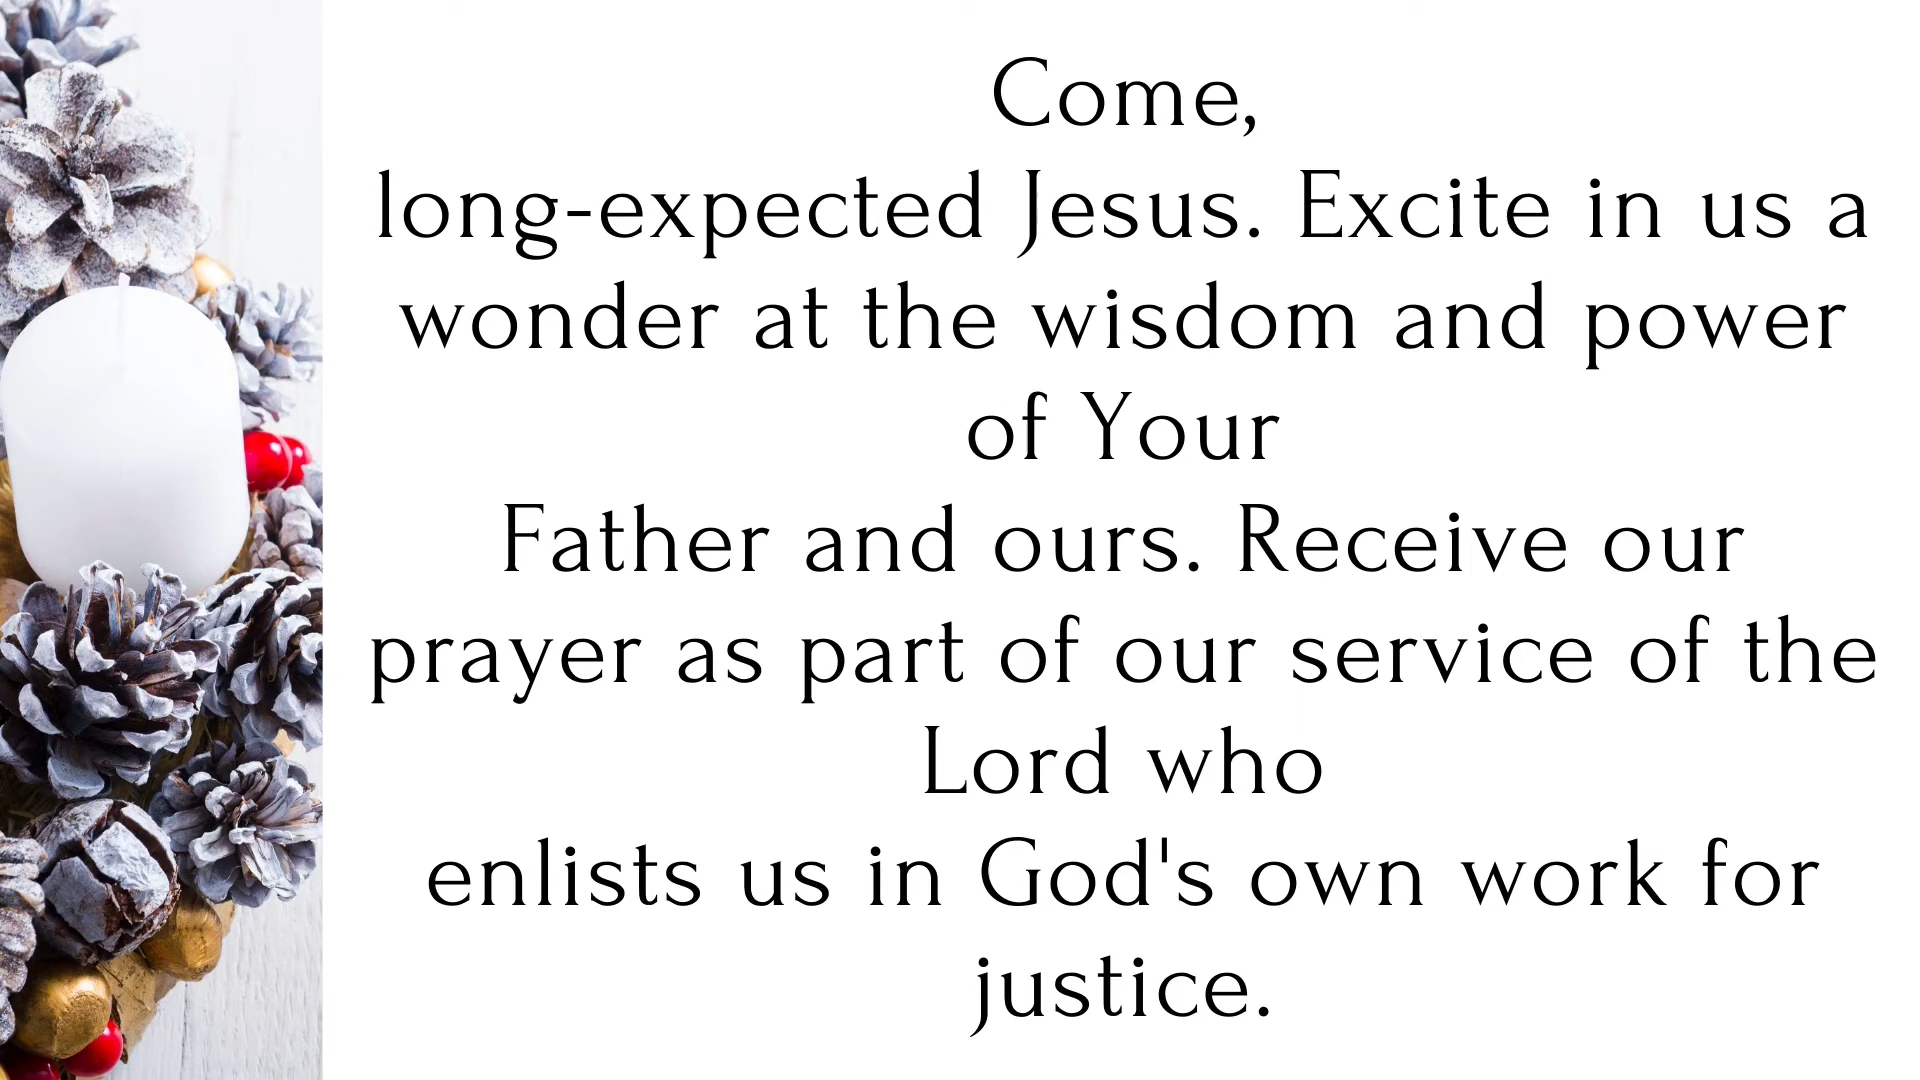 Come,
long-expected Jesus. Excite in us a
wonder at the wisdom and power
of Your
Father and ours. Receive our
prayer as part of our service of the
Lord who
enlists us in God's own work for
justice.